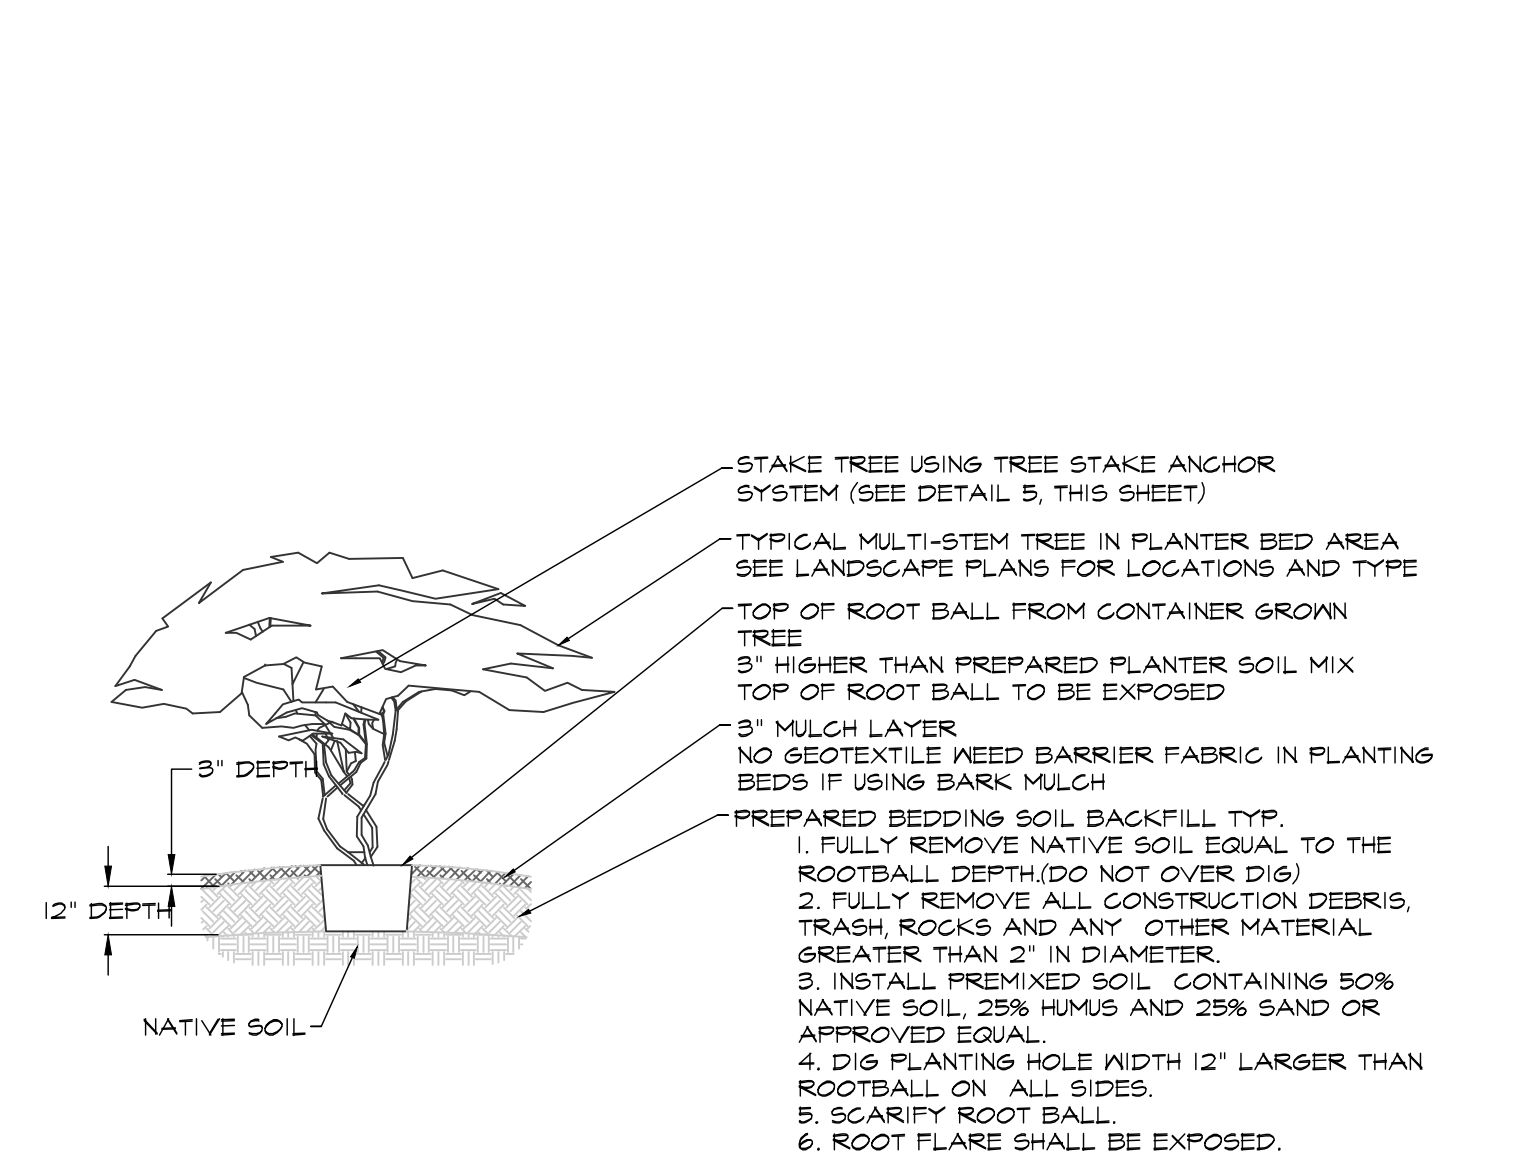 STAKE TREE USING TREE STAKE ANCHOR
SYSTEM (SEE DETAIL 5, THIS SHEET)
TYPICAL MULTI-STEM TREE IN PLANTER BED AREA
SEE LANDSCAPE PLANS FOR LOCATIONS AND TYPE
TOP OF ROOT BALL FROM CONTAINER GROWN
TREE
3" HIGHER THAN PREPARED PLANTER SOIL MIX
TOP OF ROOT BALL TO BE EXPOSED
3" MULCH LAYER
NO GEOTEXTILE WEED BARRIER FABRIC IN PLANTING
BEDS IF USING BARK MULCH
PREPARED BEDDING SOIL BACKFILL TYP.
1. FULLY REMOVE NATIVE SOIL EQUAL TO THE
ROOTBALL DEPTH.(DO NOT OVER DIG)
2. FULLY REMOVE ALL CONSTRUCTION DEBRIS,
TRASH, ROCKS AND ANY OTHER MATERIAL
GREATER THAN 2" IN DIAMETER.
3. INSTALL PREMIXED SOIL CONTAINING 50%
NATIVE SOIL, 25% HUMUS AND 25% SAND OR
APPROVED EQUAL.
4. DIG PLANTING HOLE WIDTH 12" LARGER THAN
ROOTBALL ON ALL SIDES.
5. SCARIFY ROOT BALL.
6. ROOT FLARE SHALL BE EXPOSED.
3" DEPTH
12" DEPTH
NATIVE SOIL